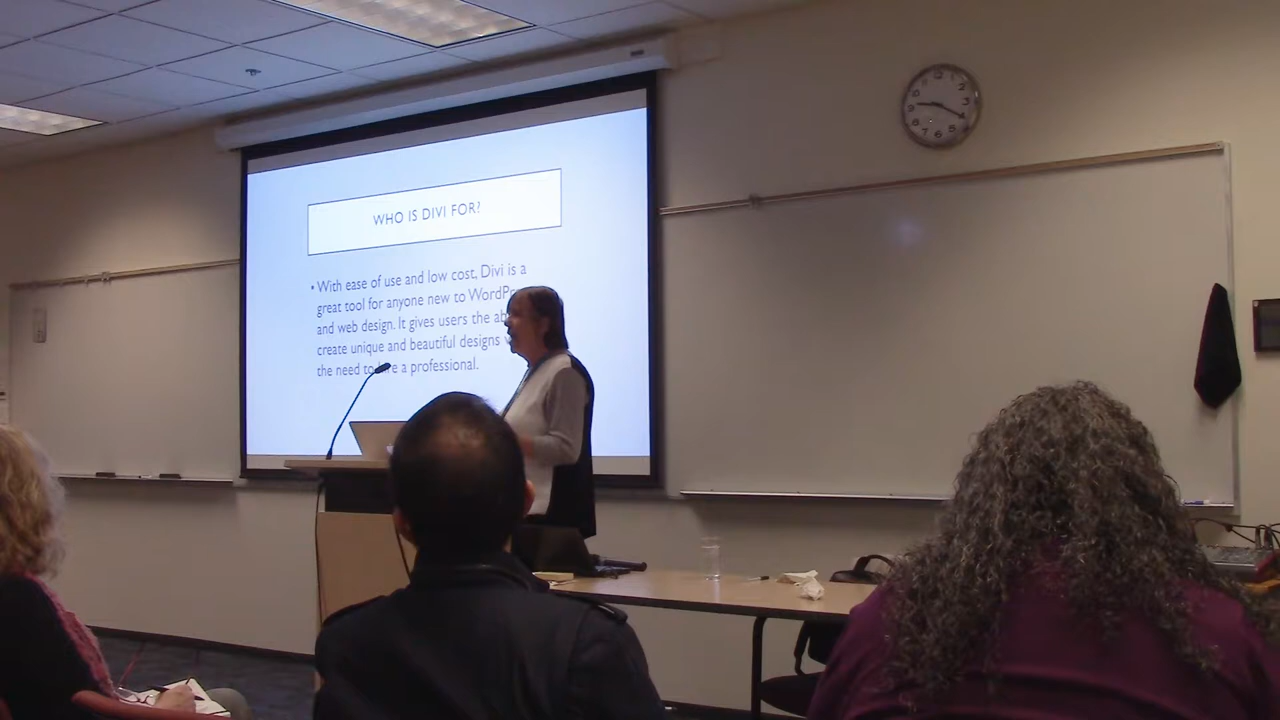 WHO IS DIVI FOR?
• With ease of use and low cost, Divi is a
great tool for anyone new to
and web design. It gives users the
create unique and beautiful designs
the need to a professional.